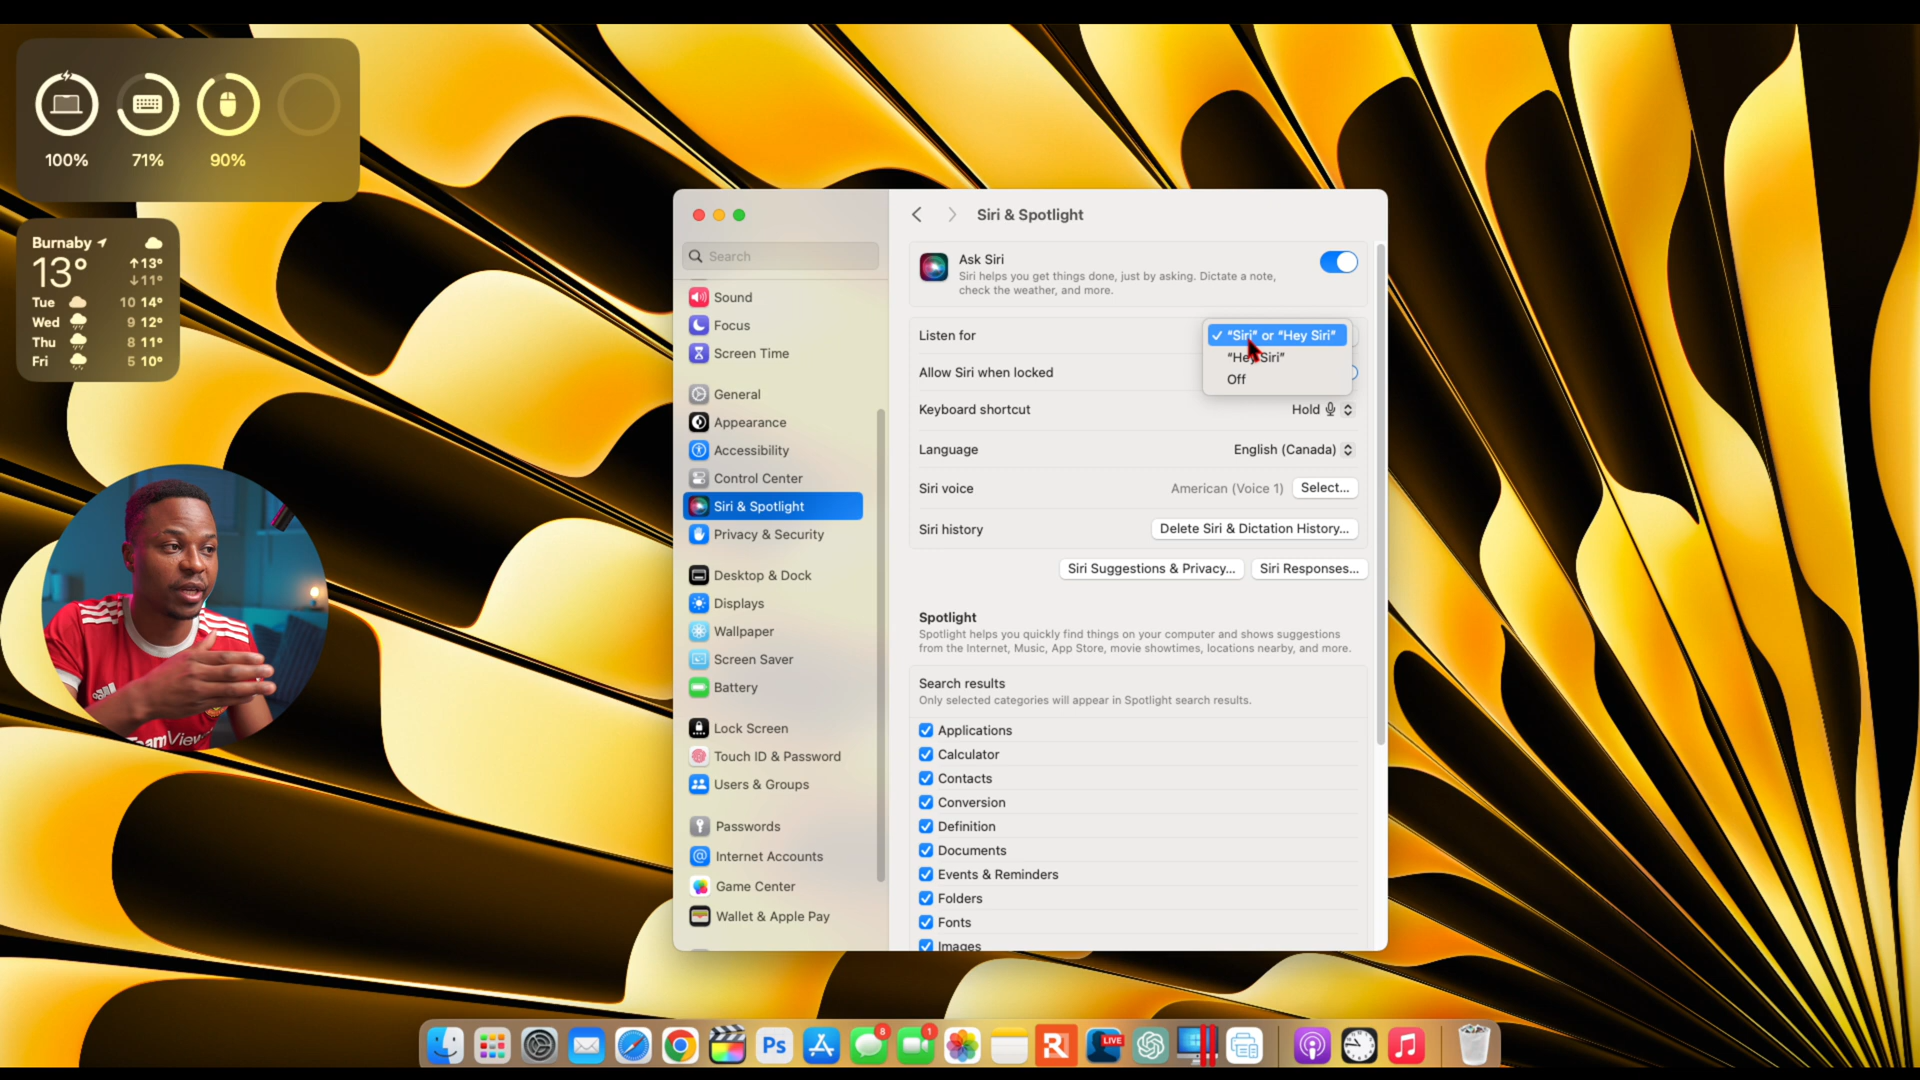 100%
71%
90%
Burnaby
13°
↑13°
↓11°
Tue 10 14°
Wed 9 12°
Thu 8 11°
Fri 5 10°
TeamView
Search
Sound
Focus
Screen Time
General
Appearance
Accessibility
Control Center
Siri & Spotlight
Privacy & Security
Desktop & Dock
Displays
Wallpaper
Screen Saver
Battery
Lock Screen
Touch ID & Password
Users & Groups
Passwords
Internet Accounts
Game Center
Wallet & Apple Pay
Siri & Spotlight
Ask Siri
Siri helps you get things done, just by asking. Dictate a note,
check the weather, and more.
Listen for
✓ “Siri” or “Hey Siri”
“Hey Siri”
Off
Allow Siri when locked
Keyboard shortcut Hold
Language English (Canada)
Siri voice American (Voice 1) Select...
Siri history Delete Siri & Dictation History...
Siri Suggestions & Privacy... Siri Responses...
Spotlight
Spotlight helps you quickly find things on your computer and shows suggestions
from the Internet, Music, App Store, movie showtimes, locations nearby, and more.
Search results
Only selected categories will appear in Spotlight search results.
Applications
Calculator
Contacts
Conversion
Definition
Documents
Events & Reminders
Folders
Fonts
Images
Ps
8
1
R
LIVE